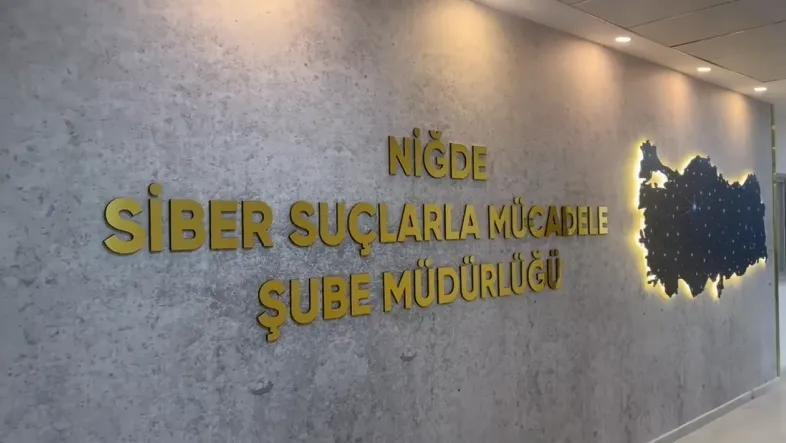 NİĞDE
SİBER SUÇLARLA MÜCADELE
ŞUBE MÜDÜRLÜĞÜ